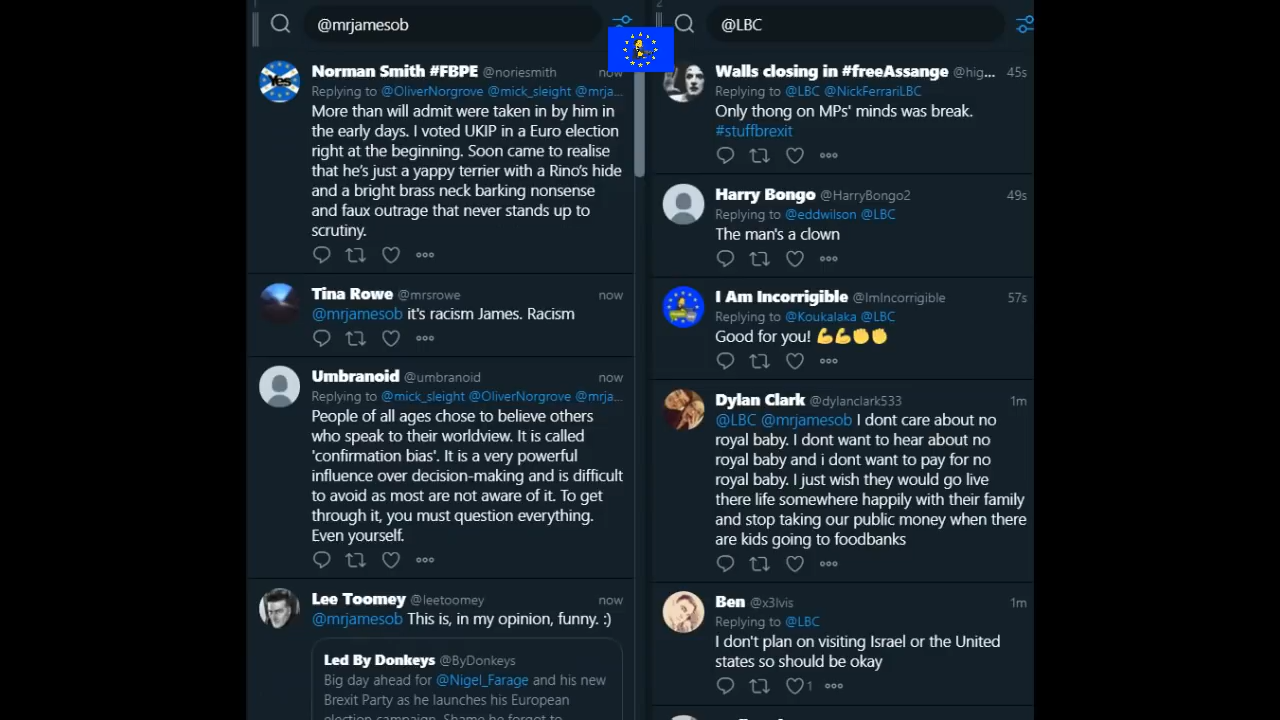 @mrjamesob
Norman Smith #FBPE @noriesmith now
Replying to @OliverNorgrove @mick_sleight @mrja...
More than will admit were taken in by him in
the early days. I voted UKIP in a Euro election
right at the beginning. Soon came to realise
that he's just a yappy terrier with a Rino's hide
and a bright brass neck barking nonsense
and faux outrage that never stands up to
scrutiny.
Tina Rowe @mrsrowe now
@mrjamesob it's racism James. Racism
Umbranoid @umbranoid now
Replying to @mick_sleight @OliverNorgrove @mrja...
People of all ages chose to believe others
who speak to their worldview. It is called
'confirmation bias'. It is a very powerful
influence over decision-making and is difficult
to avoid as most are not aware of it. To get
through it, you must question everything.
Even yourself.
Lee Toomey @leetoomey now
@mrjamesob This is, in my opinion, funny. :)
Led By Donkeys @ByDonkeys
Big day ahead for @Nigel_Farage and his new
Brexit Party as he launches his European
election campaign. Shame he forgot to
2
@LBC
Walls closing in #freeAssange @hig... 45s
Replying to @LBC @NickFerrariLBC
Only thong on MPs' minds was break.
#stuffbrexit
Harry Bongo @HarryBongo2 49s
Replying to @eddwilson @LBC
The man's a clown
I Am Incorrigible @ImIncorrigible 57s
Replying to @Koukalaka @LBC
Good for you! 💪💪✊✊
Dylan Clark @dylanclark533 1m
@LBC @mrjamesob I dont care about no
royal baby. I dont want to hear about no
royal baby and i dont want to pay for no
royal baby. I just wish they would go live
there life somewhere happily with their family
and stop taking our public money when there
are kids going to foodbanks
Ben @x3lvis 1m
Replying to @LBC
I don't plan on visiting Israel or the United
states so should be okay
1